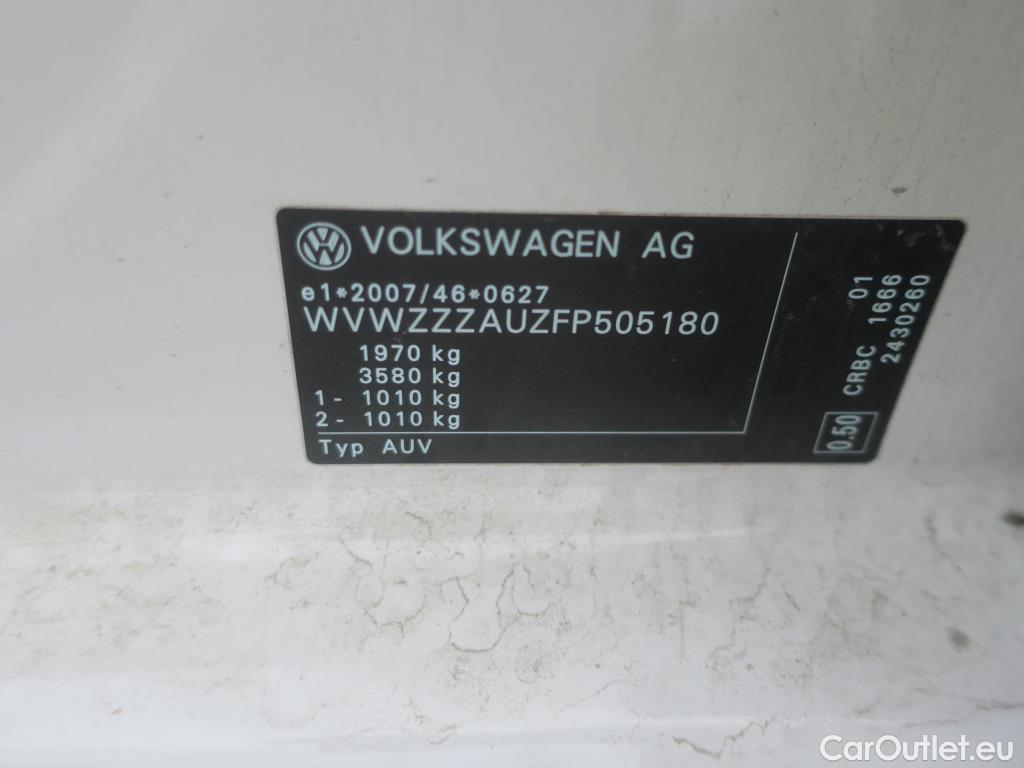 VOLKSWAGEN AG
e1*2007/46*0627
WVWZZZAUZFP505180
1970 kg
3580 kg
1- 1010 kg
2- 1010 kg
Typ AUV
0.50 CRBC 01
1666
2430260
CarOutlet.eu